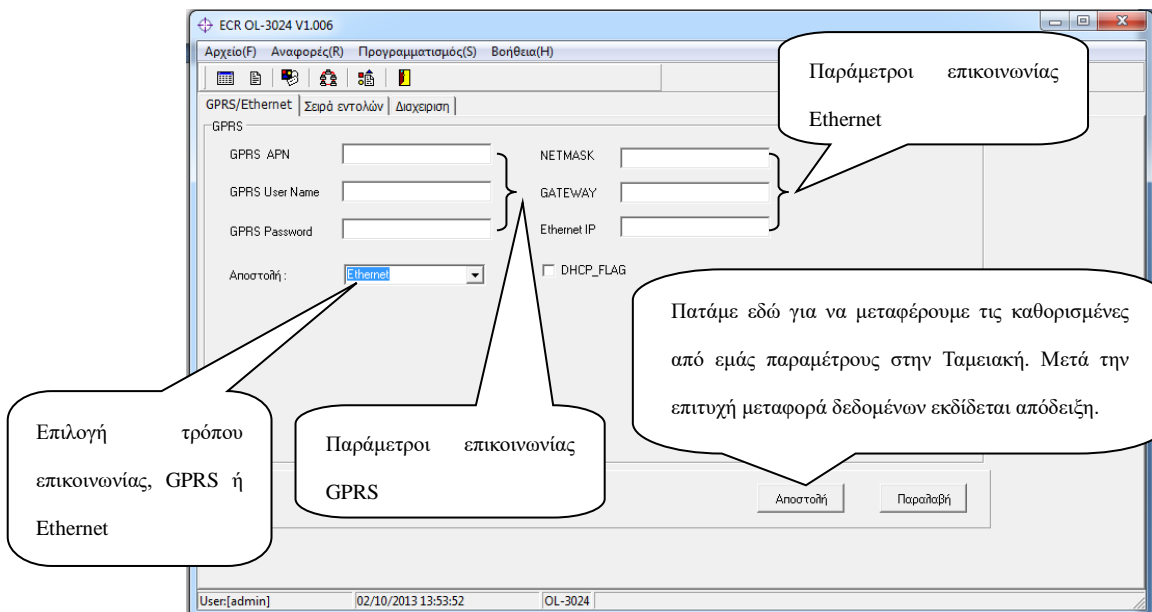 ECR OL-3024 V1.006
Αρχείο(F) Αναφορές(R) Προγραμματισμός(S) Βοήθεια(H)
GPRS/Ethernet Σειρά εντολών Διαχειριση
GPRS
GPRS APN
GPRS User Name
GPRS Password
Αποστολή :
Ethernet
NETMASK
GATEWAY
Ethernet IP
DHCP_FLAG
Παράμετροι επικοινωνίας
Ethernet
Πατάμε εδώ για να μεταφέρουμε τις καθορισμένες
από εμάς παραμέτρους στην Ταμειακή. Μετά την
επιτυχή μεταφορά δεδομένων εκδίδεται απόδειξη.
Επιλογή τρόπου
επικοινωνίας, GPRS ή
Ethernet
Παράμετροι επικοινωνίας
GPRS
Αποστολή
Παραλαβή
User:[admin] 02/10/2013 13:53:52 OL-3024